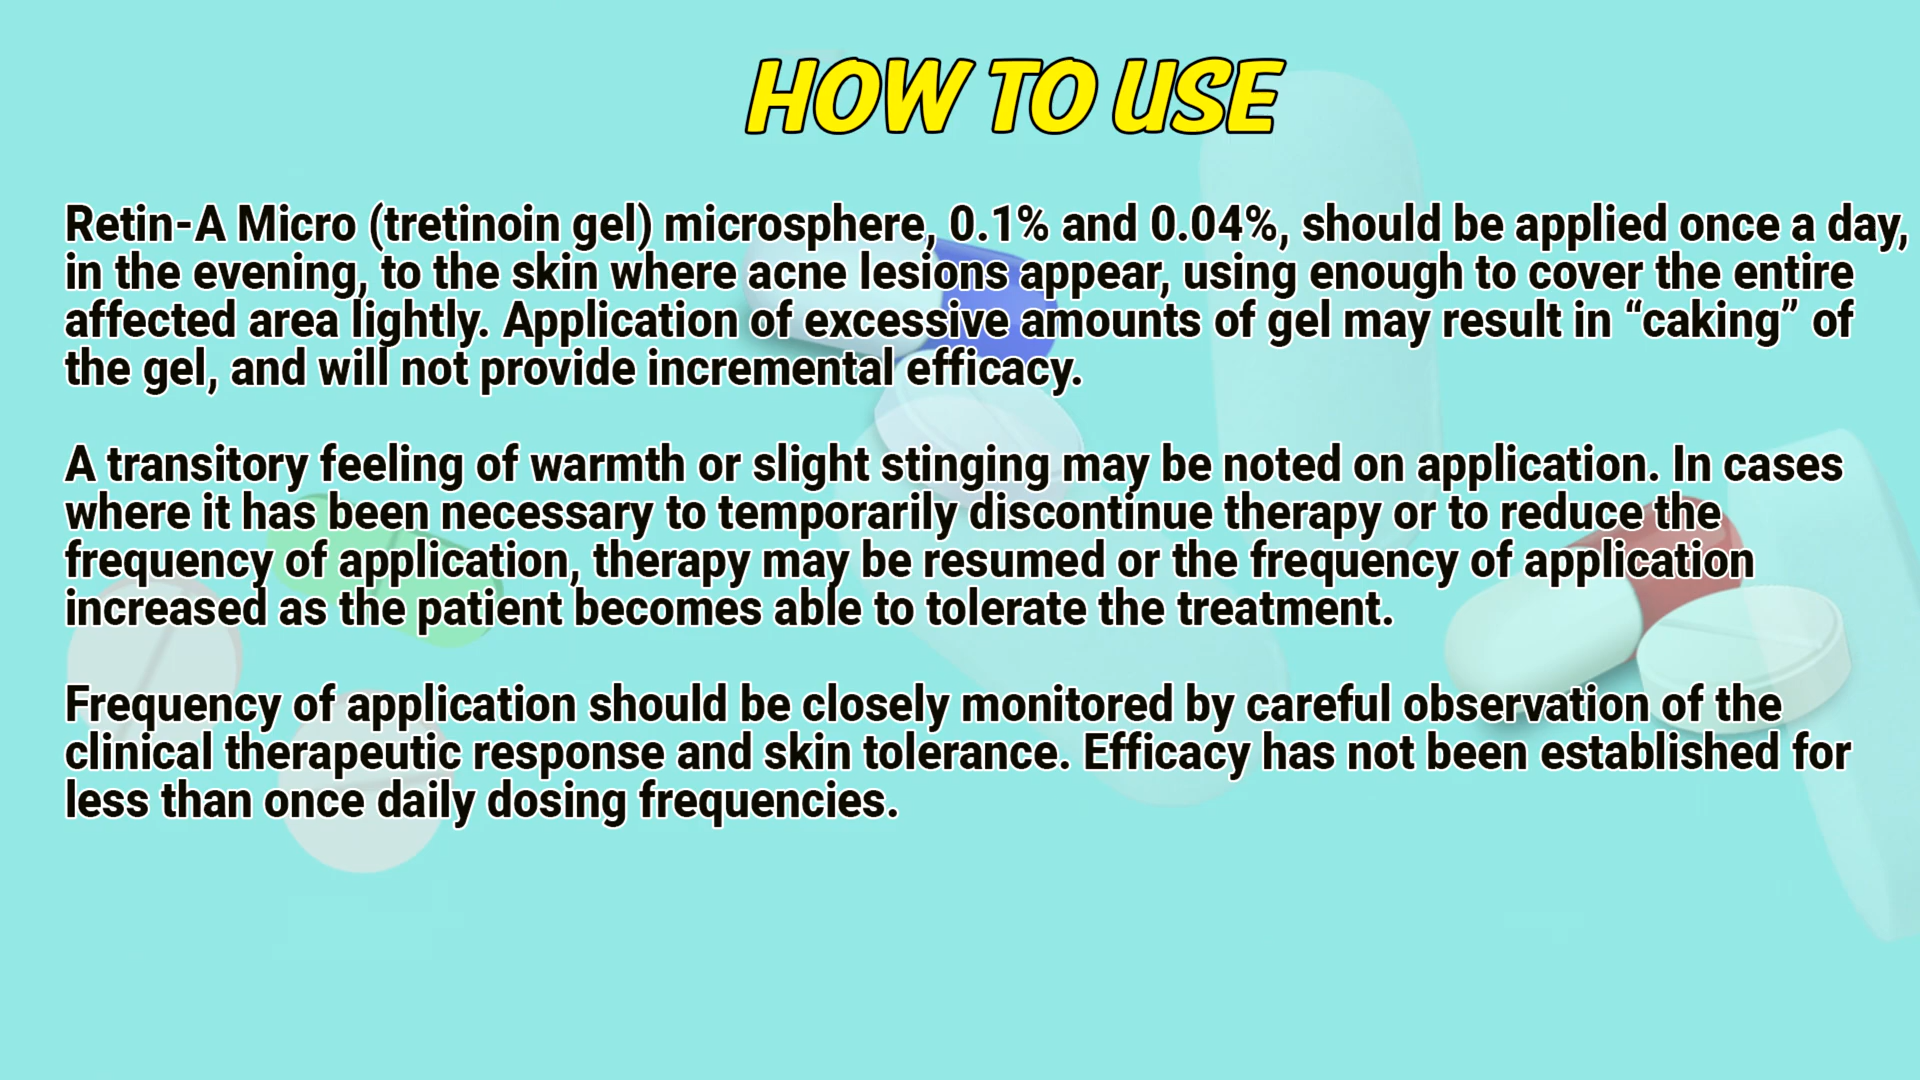 HOW TO USE
Retin-A Micro (tretinoin gel) microsphere, 0.1% and 0.04%, should be applied once a day,
in the evening, to the skin where acne lesions appear, using enough to cover the entire
affected area lightly. Application of excessive amounts of gel may result in “caking” of
the gel, and will not provide incremental efficacy.
A transitory feeling of warmth or slight stinging may be noted on application. In cases
where it has been necessary to temporarily discontinue therapy or to reduce the
frequency of application, therapy may be resumed or the frequency of application
increased as the patient becomes able to tolerate the treatment.
Frequency of application should be closely monitored by careful observation of the
clinical therapeutic response and skin tolerance. Efficacy has not been established for
less than once daily dosing frequencies.